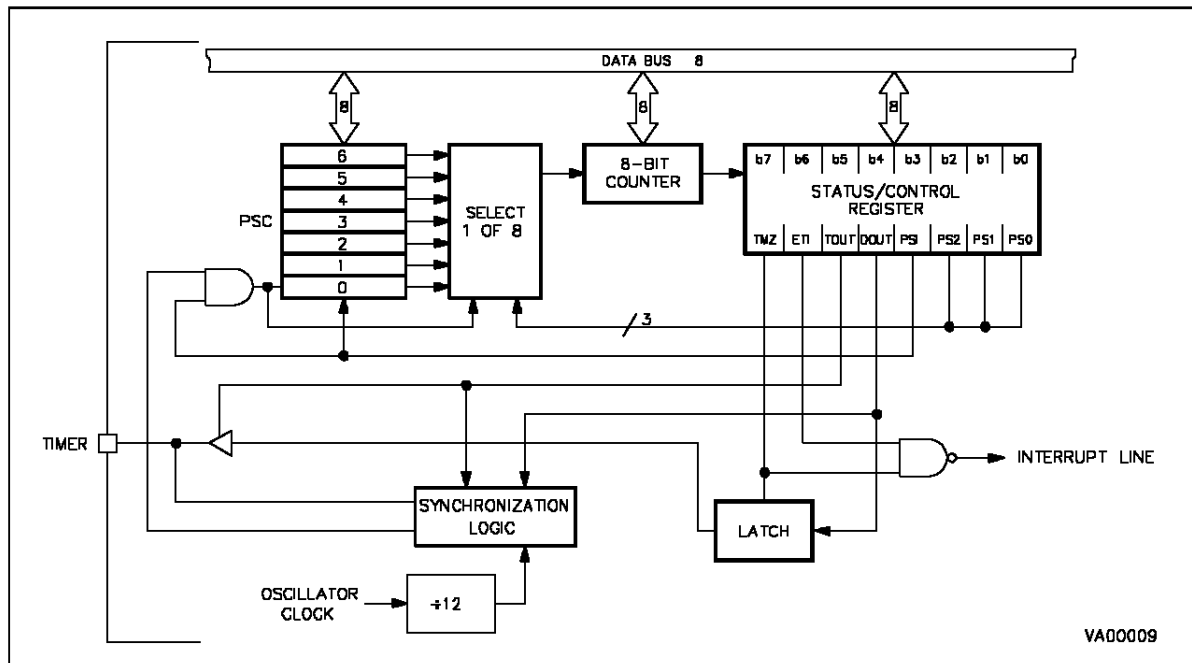 DATA BUS 8
8 8 8
6
5
4
PSC 3
2
1
0
SELECT
1 OF 8
8-BIT
COUNTER
b7 b6 b5 b4 b3 b2 b1 b0
STATUS/CONTROL
REGISTER
TMZ ETI TOUT DOUT PSI PS2 PS1 PS0
3
TIMER
SYNCHRONIZATION
LOGIC
LATCH
INTERRUPT LINE
OSCILLATOR
CLOCK
÷12
VA00009